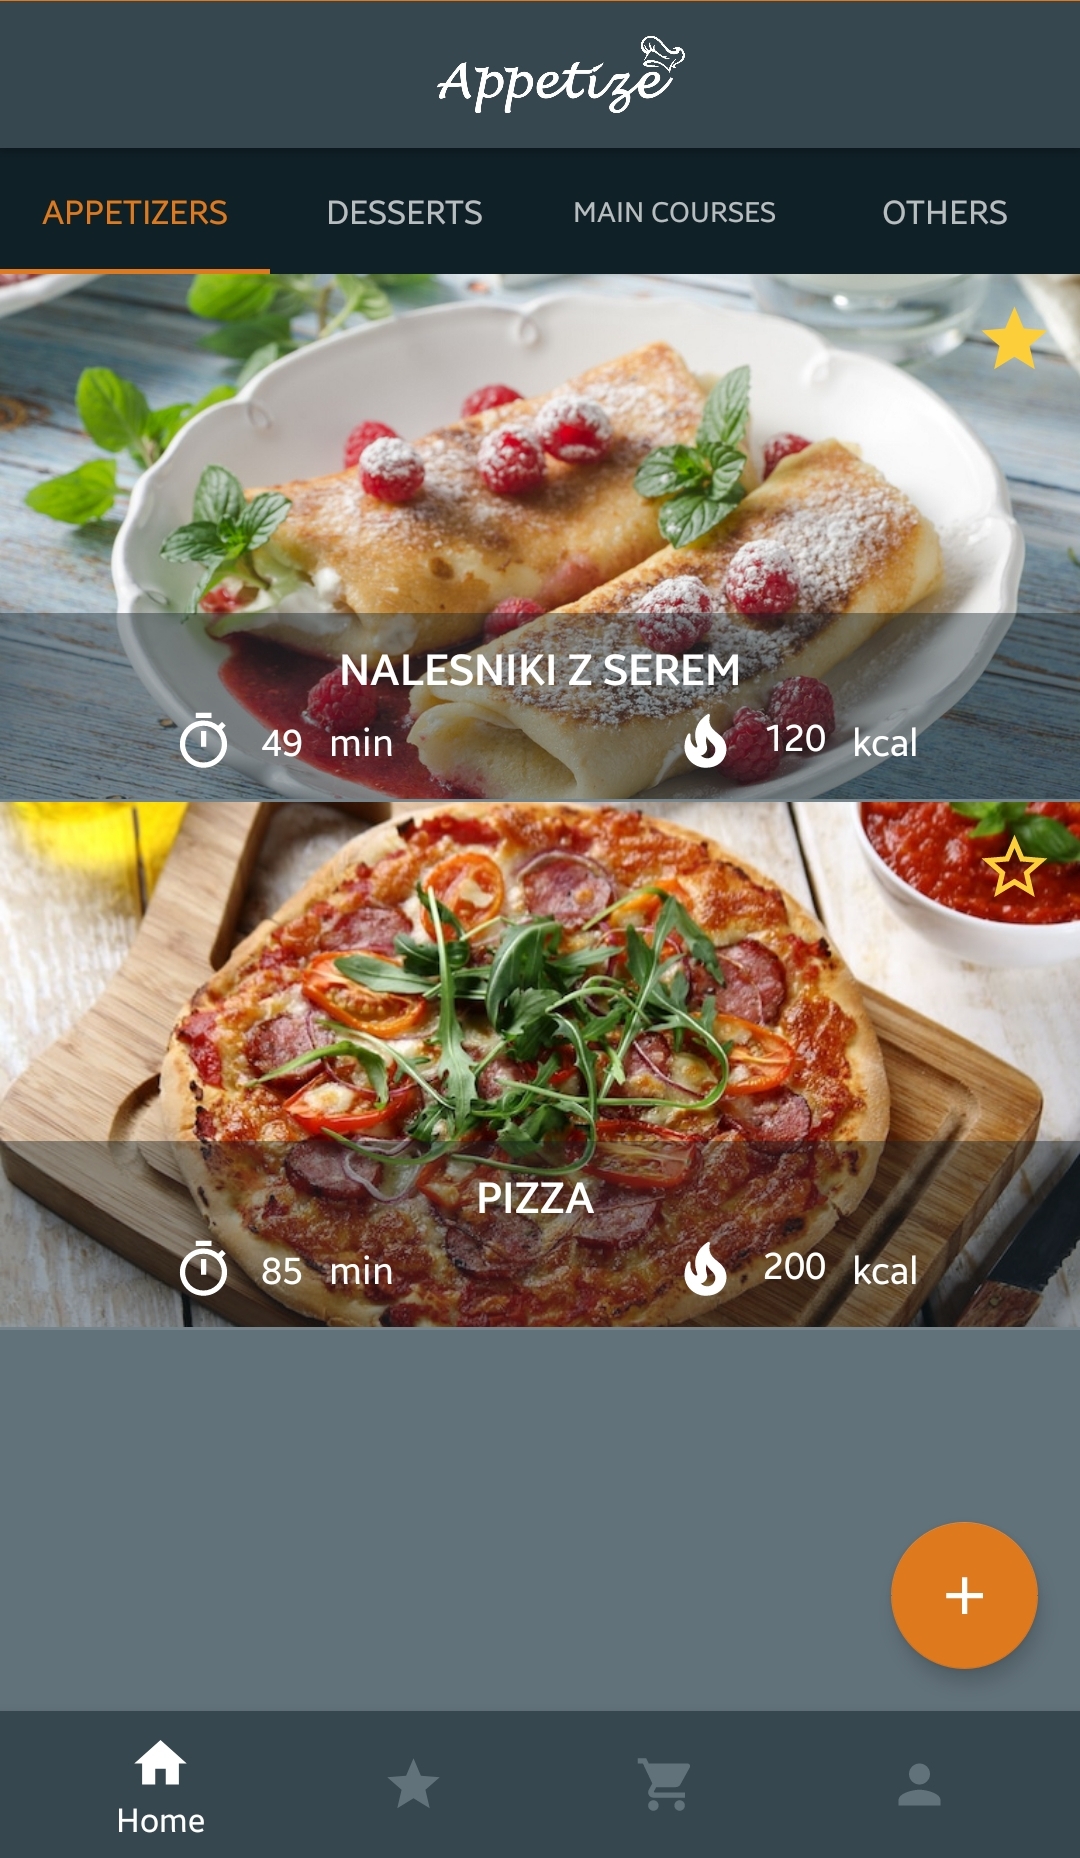 Appetize
APPETIZERS DESSERTS MAIN COURSES OTHERS
NALESNIKI Z SEREM
49 min 120 kcal
PIZZA
85 min 200 kcal
+
Home